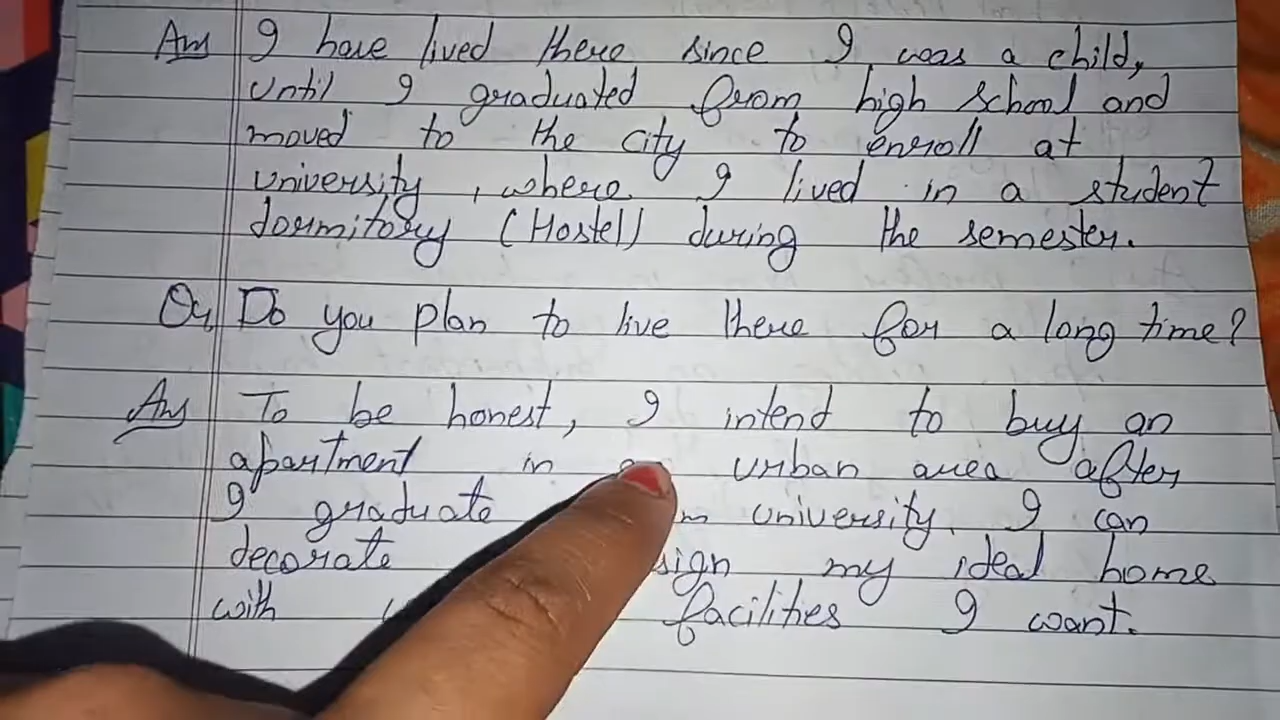 Ans I have lived there since I was a child,
until I graduated from high school and
moved to the city to enroll at
University, where I lived in a student
dormitory (Hostel) during the semester.
Qu, Do you plan to live there for a long time?
Ans To be honest, I intend to buy an
apartment in urban area after
I graduate university. I can
decorate my ideal home
with facilities I want.